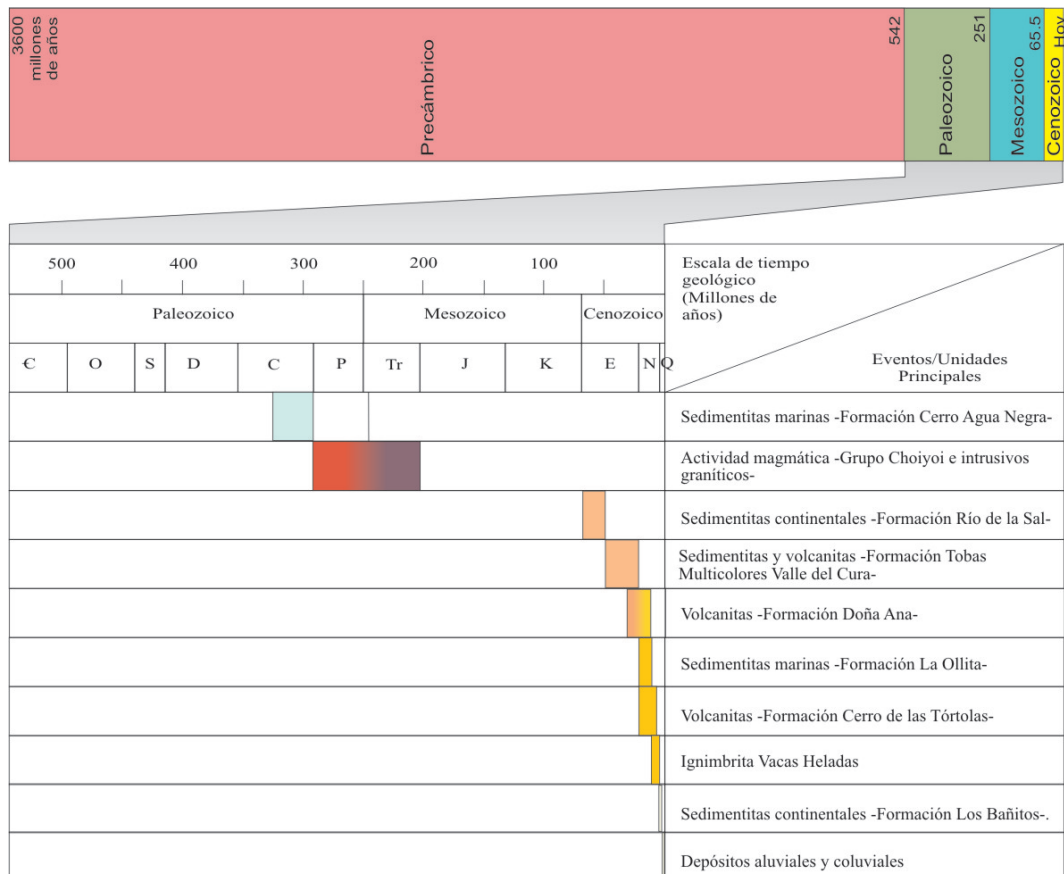 3600
millones
de años
Precámbrico
542
Paleozoico
251
Mesozoico
65.5
Cenozoico
Hoy
500 400 300 200 100
Escala de tiempo
geológico
(Millones de
años)
Paleozoico Mesozoico Cenozoico
Є O S D C P Tr J K E N Q
Eventos/Unidades
Principales
Sedimentitas marinas -Formación Cerro Agua Negra-
Actividad magmática -Grupo Choiyoi e intrusivos
graníticos-
Sedimentitas continentales -Formación Río de la Sal-
Sedimentitas y volcanitas -Formación Tobas
Multicolores Valle del Cura-
Volcanitas -Formación Doña Ana-
Sedimentitas marinas -Formación La Ollita-
Volcanitas -Formación Cerro de las Tórtolas-
Ignimbrita Vacas Heladas
Sedimentitas continentales -Formación Los Bañitos-.
Depósitos aluviales y coluviales